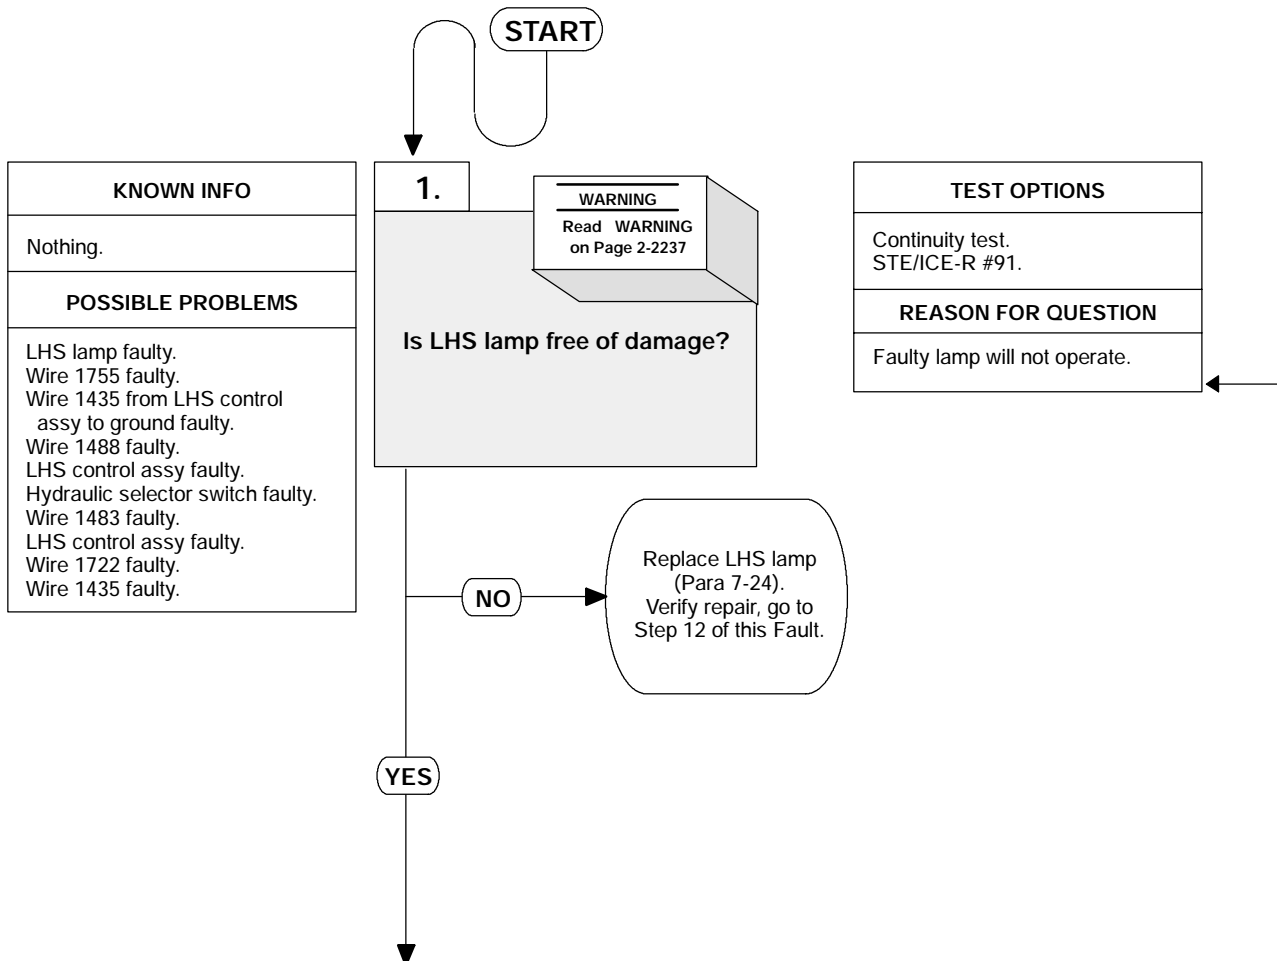 START
KNOWN INFO
Nothing.
POSSIBLE PROBLEMS
LHS lamp faulty.
Wire 1755 faulty.
Wire 1435 from LHS control
assy to ground faulty.
Wire 1488 faulty.
LHS control assy faulty.
Hydraulic selector switch faulty.
Wire 1483 faulty.
LHS control assy faulty.
Wire 1722 faulty.
Wire 1435 faulty.
1.
WARNING
Read WARNING
on Page 2-2237
Is LHS lamp free of damage?
TEST OPTIONS
Continuity test.
STE/ICE-R #91.
REASON FOR QUESTION
Faulty lamp will not operate.
NO
Replace LHS lamp
(Para 7-24).
Verify repair, go to
Step 12 of this Fault.
YES